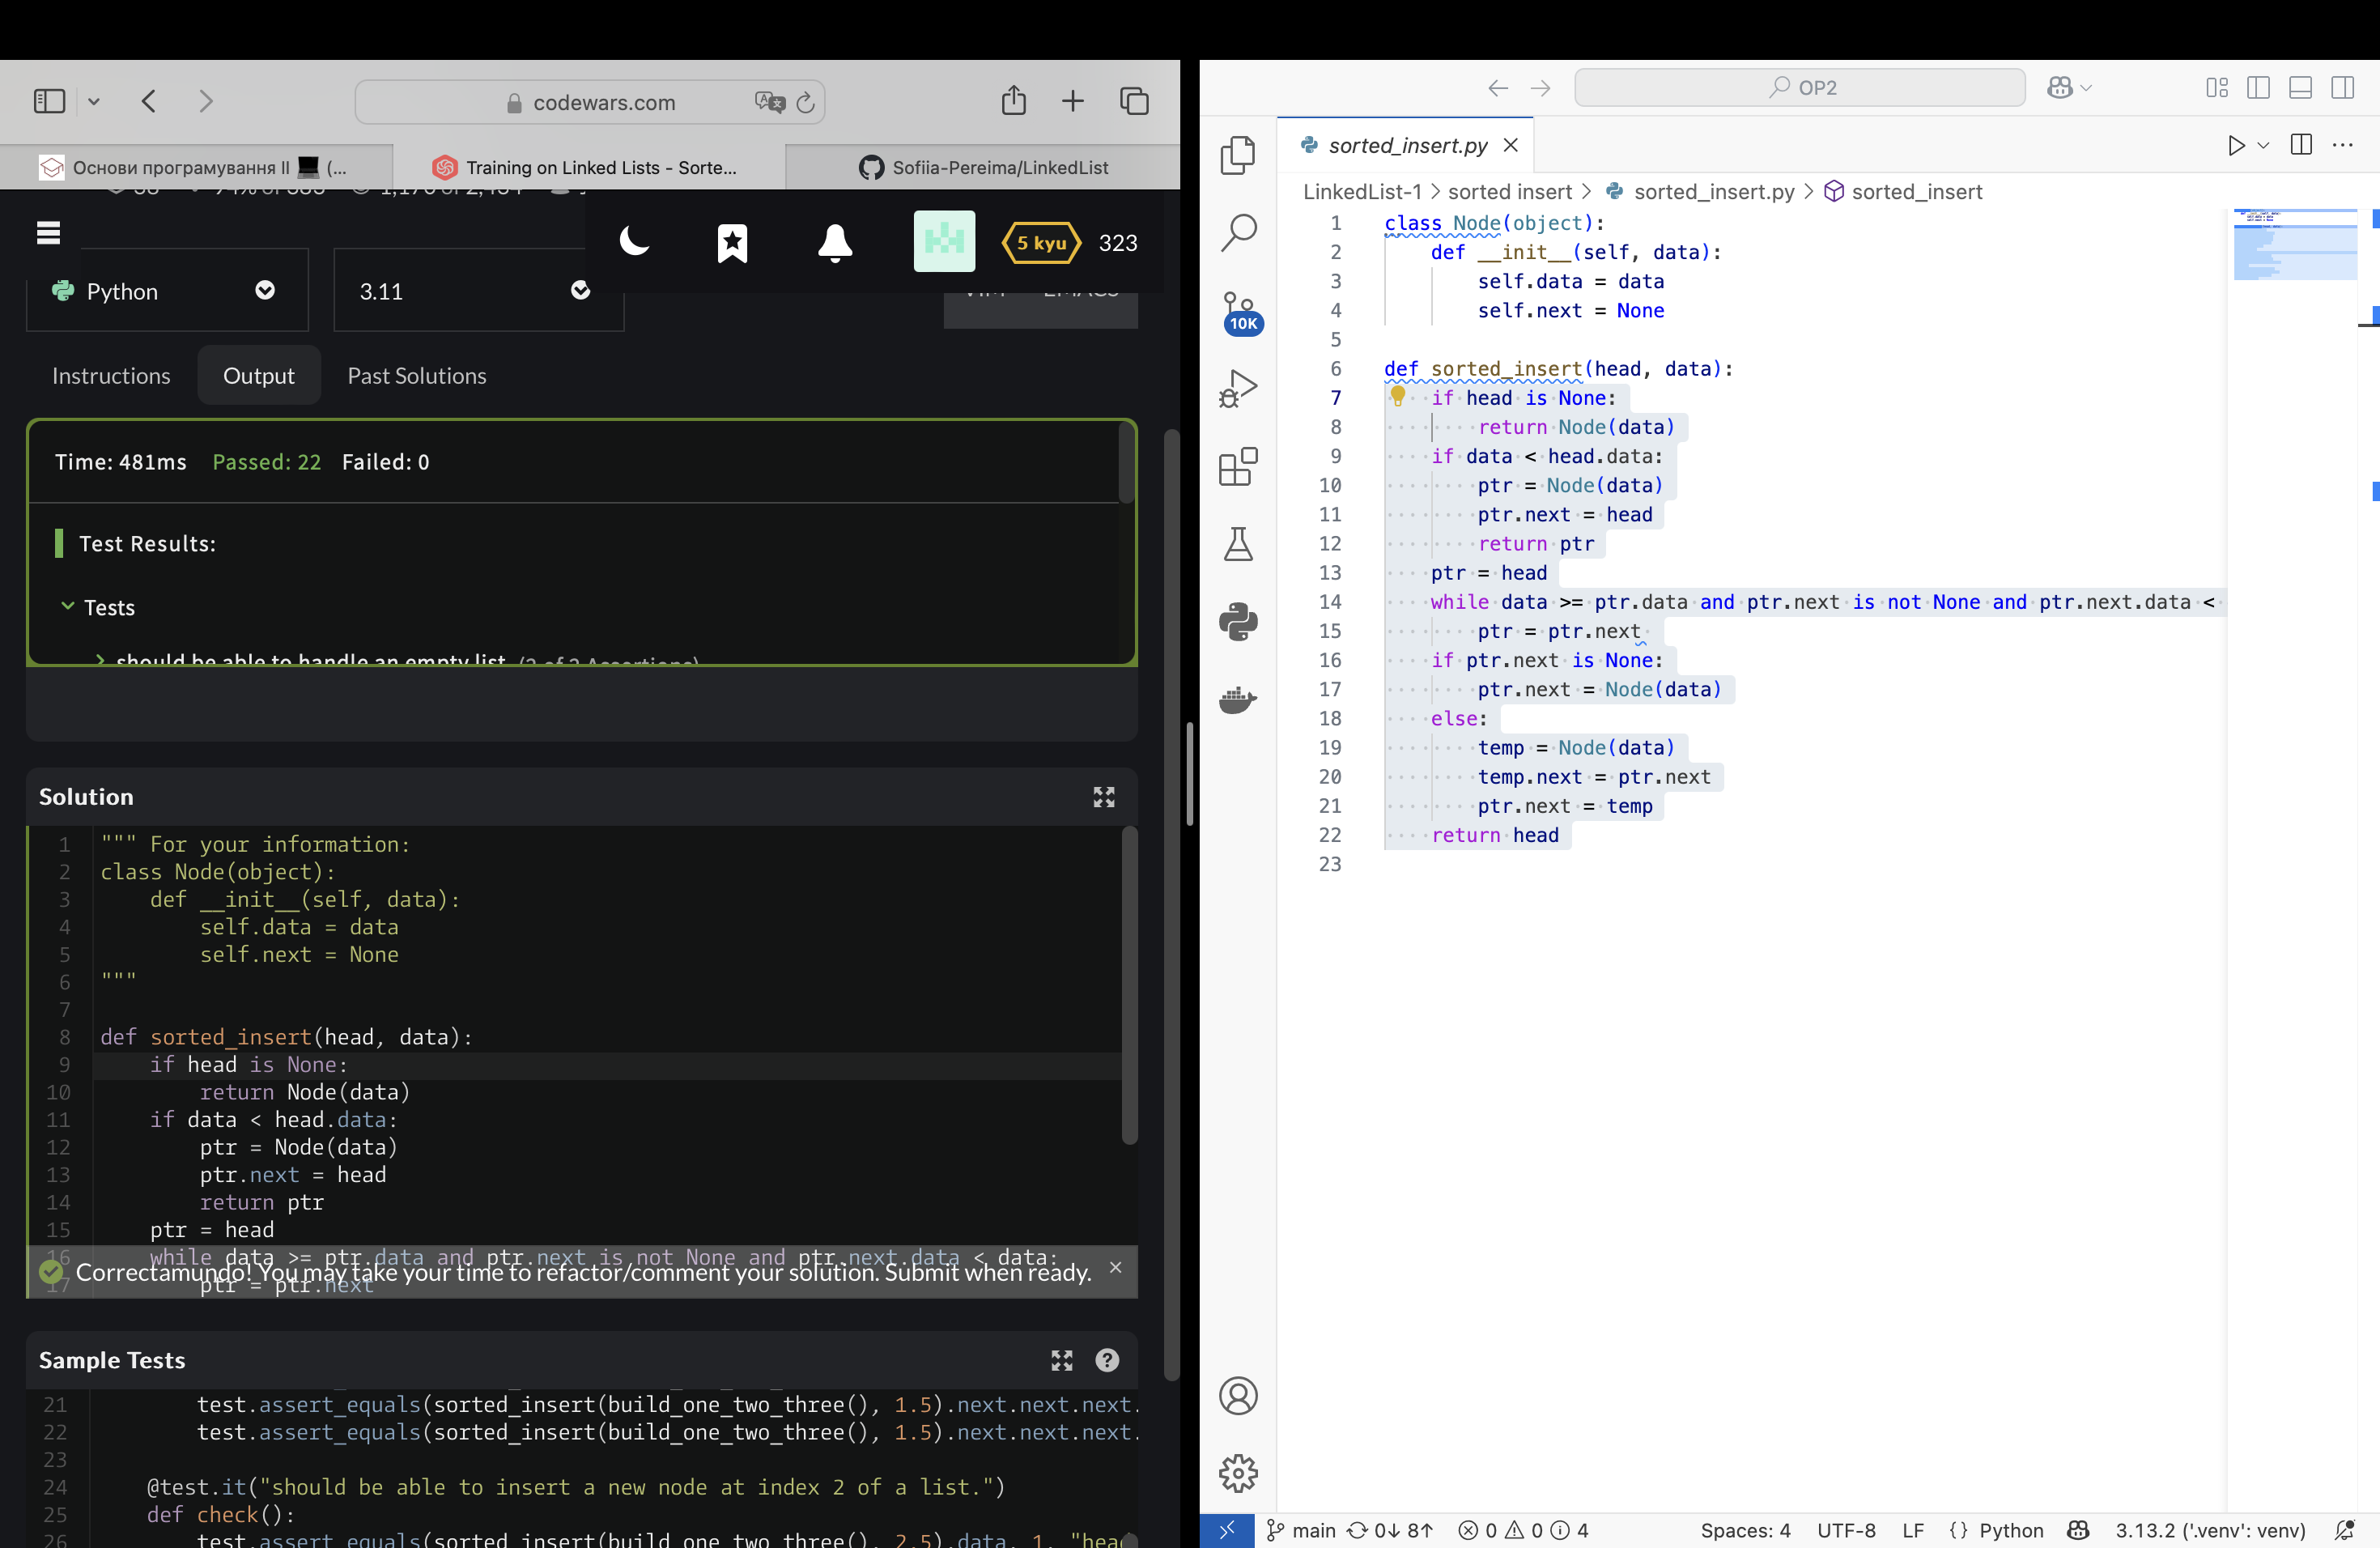 codewars.com
Основи програмування II 💻 (...
Training on Linked Lists - Sorte...
Sofiia-Pereima/LinkedList
5 kyu
323
Python
3.11
Instructions
Output
Past Solutions
Time: 481ms Passed: 22 Failed: 0
Test Results:
Tests
should be able to handle an empty list (2 of 2 Assertions)
Solution
1 """ For your information:
2 class Node(object):
3 def __init__(self, data):
4 self.data = data
5 self.next = None
6 """
7
8 def sorted_insert(head, data):
9 if head is None:
10 return Node(data)
11 if data < head.data:
12 ptr = Node(data)
13 ptr.next = head
14 return ptr
15 ptr = head
16 while data >= ptr.data and ptr.next is not None and ptr.next.data < data:
Correctamundo! You may take your time to refactor/comment your solution. Submit when ready.
17 ptr = ptr.next
Sample Tests
21 test.assert_equals(sorted_insert(build_one_two_three(), 1.5).next.next.next.
22 test.assert_equals(sorted_insert(build_one_two_three(), 1.5).next.next.next.
23
24 @test.it("should be able to insert a new node at index 2 of a list.")
25 def check():
26 test.assert_equals(sorted_insert(build_one_two_three(), 2.5).data, 1, "hea
OP2
sorted_insert.py
LinkedList-1 > sorted insert > sorted_insert.py > sorted_insert
10K
1 class Node(object):
2 def __init__(self, data):
3 self.data = data
4 self.next = None
5
6 def sorted_insert(head, data):
7 if head is None:
8 return Node(data)
9 if data < head.data:
10 ptr = Node(data)
11 ptr.next = head
12 return ptr
13 ptr = head
14 while data >= ptr.data and ptr.next is not None and ptr.next.data <
15 ptr = ptr.next
16 if ptr.next is None:
17 ptr.next = Node(data)
18 else:
19 temp = Node(data)
20 temp.next = ptr.next
21 ptr.next = temp
22 return head
23
main 0↓ 8↑ 0 0 4 Spaces: 4 UTF-8 LF {} Python 3.13.2 ('.venv': venv)